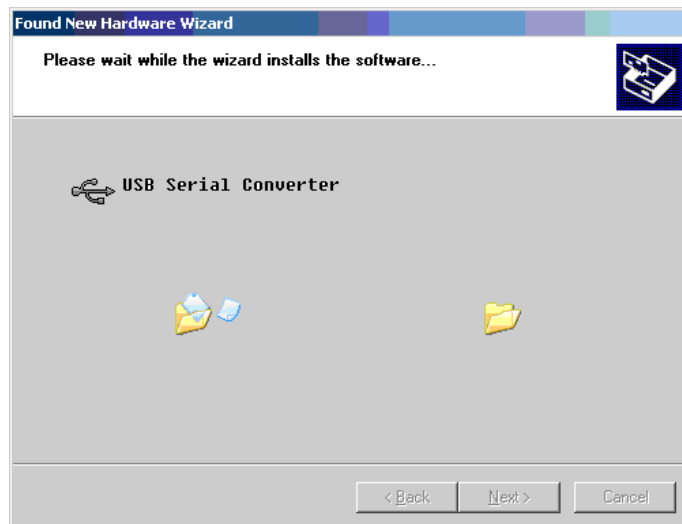 Found New Hardware Wizard
Please wait while the wizard installs the software...
USB Serial Converter
< Back
Next >
Cancel